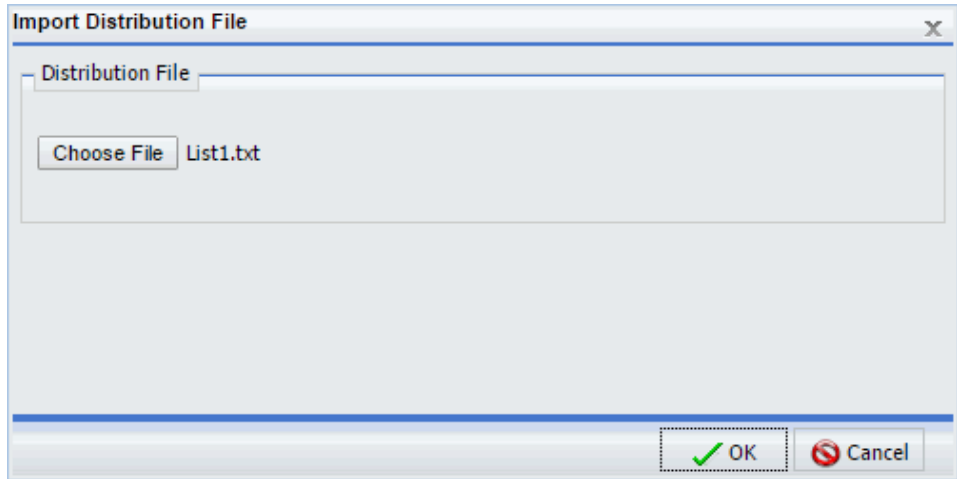 Import Distribution File
x
Distribution File
Choose File List1.txt
OK Cancel